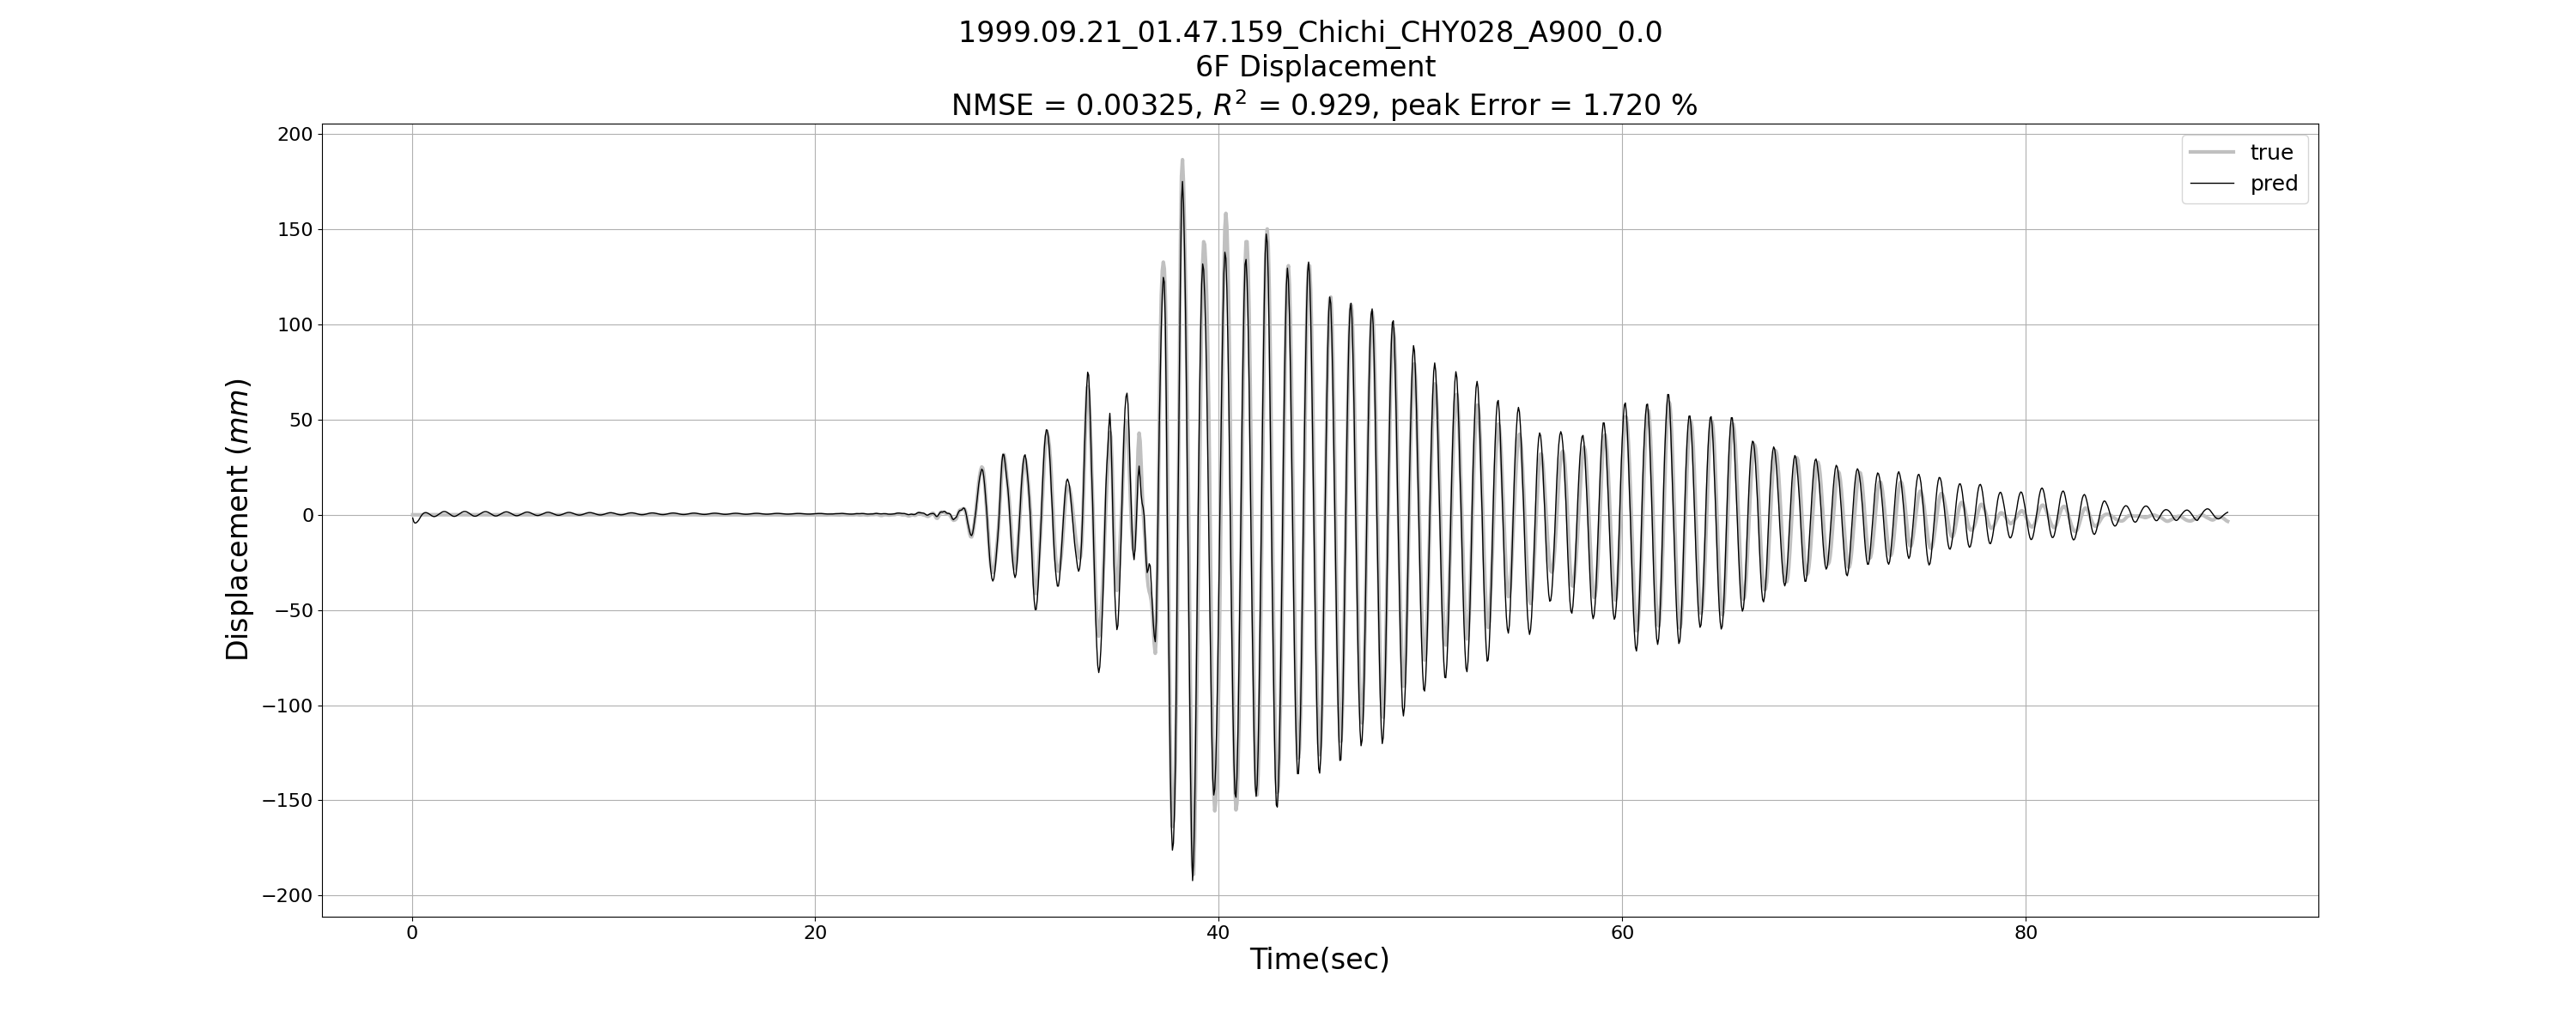 1999.09.21_01.47.159_Chichi_CHY028_A900_0.0
6F Displacement
NMSE = 0.00325, R² = 0.929, peak Error = 1.720 %
true
pred
Displacement (mm)
200
150
100
50
0
−50
−100
−150
−200
0 20 40 60 80
Time(sec)